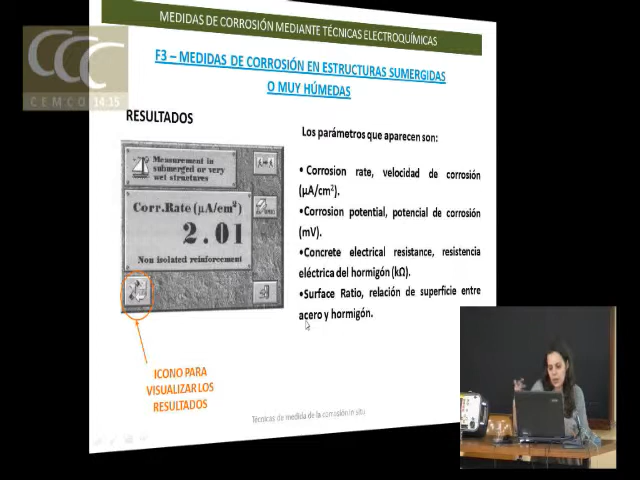 MEDIDAS DE CORROSIÓN MEDIANTE TÉCNICAS ELECTROQUÍMICAS
CCC
CEMCO 14.15
F3 – MEDIDAS DE CORROSIÓN EN ESTRUCTURAS SUMERGIDAS
O MUY HÚMEDAS
RESULTADOS
Measurement in
submerged or very
wet structures
Corr.Rate (µA/cm²)
2.01
Non isolated reinforcement
ICONO PARA
VISUALIZAR LOS
RESULTADOS
Los parámetros que aparecen son:
•Corrosion rate, velocidad de corrosión
(µA/cm²).
•Corrosion potential, potencial de corrosión
(mV).
•Concrete electrical resistance, resistencia
eléctrica del hormigón (kΩ).
•Surface Ratio, relación de superficie entre
acero y hormigón.
Técnicas de medida de la corrosión in situ